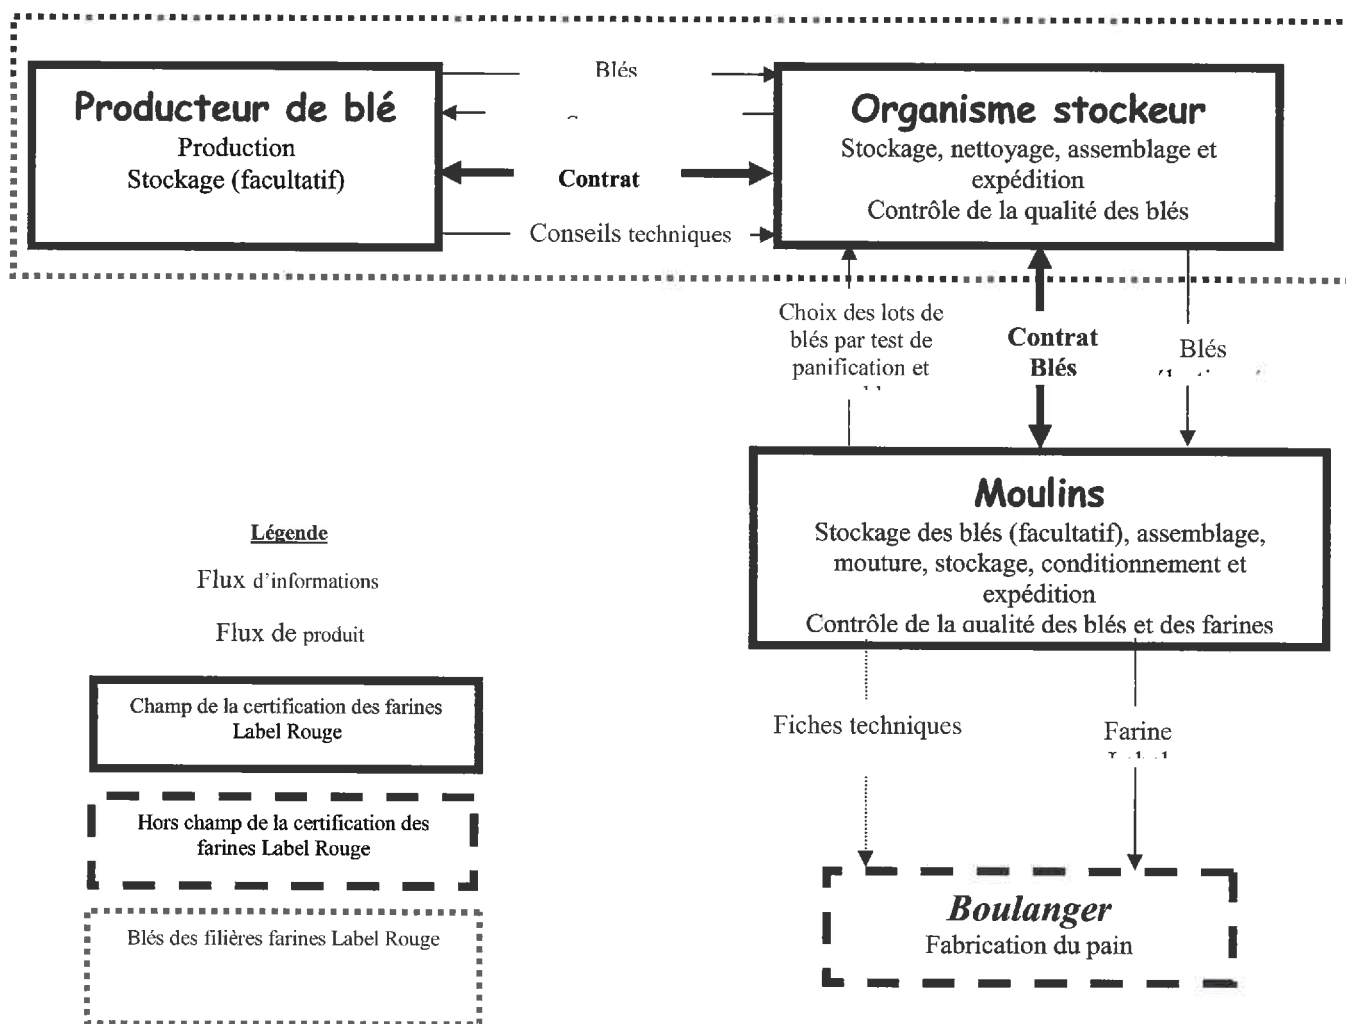 Blés
Producteur de blé
Production
Stockage (facultatif)
Contrat
Conseils techniques
Organisme stockeur
Stockage, nettoyage, assemblage et
expédition
Contrôle de la qualité des blés
Choix des lots de
blés par test de
panification et
Contrat
Blés
Blés
Moulins
Stockage des blés (facultatif), assemblage,
mouture, stockage, conditionnement et
expédition
Contrôle de la qualité des blés et des farines
Légende
Flux d'informations
Flux de produit
Champ de la certification des farines
Label Rouge
Hors champ de la certification des
farines Label Rouge
Blés des filières farines Label Rouge
Fiches techniques
Farine
Boulanger
Fabrication du pain